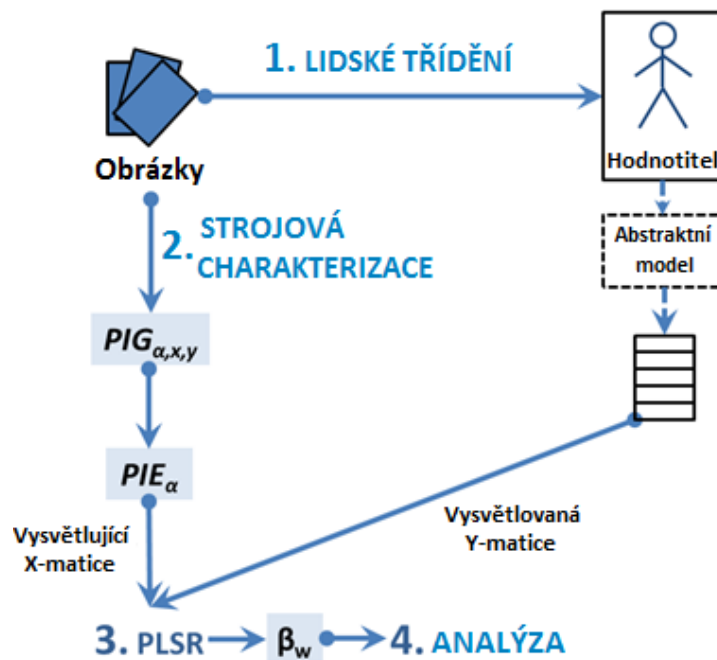 1. LIDSKÉ TŘÍDĚNÍ
Obrázky
Hodnotitel
2. STROJOVÁ
CHARAKTERIZACE
Abstraktní
model
PIGα,x,y
PIEα
Vysvětlující
X-matice
Vysvětlovaná
Y-matice
3. PLSR
βw
4. ANALÝZA